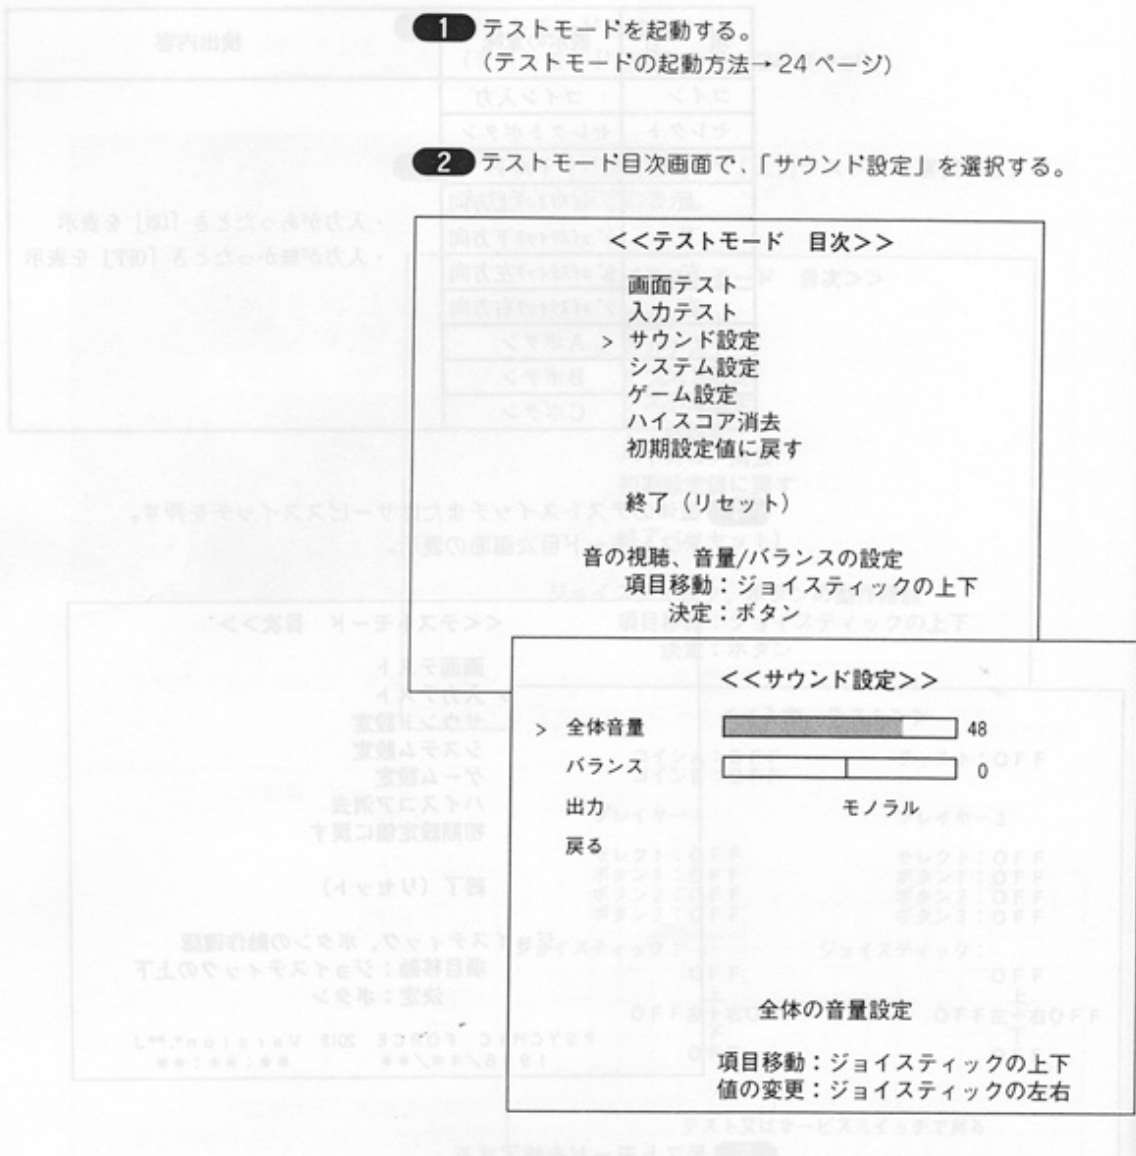 1 テストモードを起動する。
（テストモードの起動方法→24 ページ）
2 テストモード目次画面で、「サウンド設定」を選択する。
<<テストモード　目次>>
画面テスト
入力テスト
> サウンド設定
システム設定
ゲーム設定
ハイスコア消去
初期設定値に戻す
終了（リセット）
音の視聴、音量/バランスの設定
項目移動：ジョイスティックの上下
決定：ボタン
<<サウンド設定>>
> 全体音量 48
バランス 0
出力 モノラル
戻る
全体の音量設定
項目移動：ジョイスティックの上下
値の変更：ジョイスティックの左右